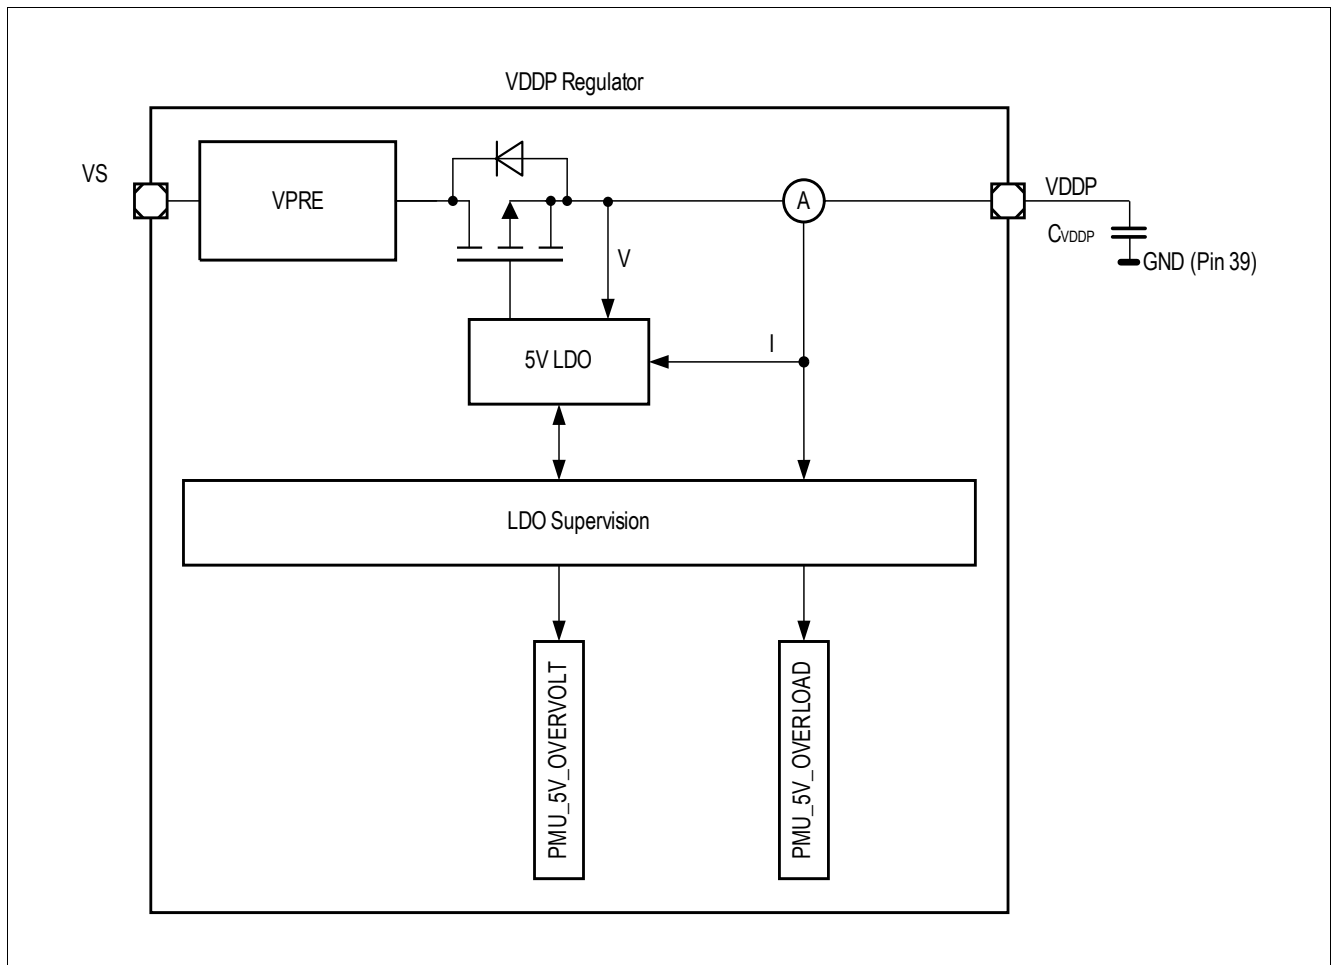 VDDP Regulator
VS
VPRE
VDDP
A
CVDDP
V
GND (Pin 39)
I
5V LDO
LDO Supervision
PMU_5V_OVERVOLT
PMU_5V_OVERLOAD